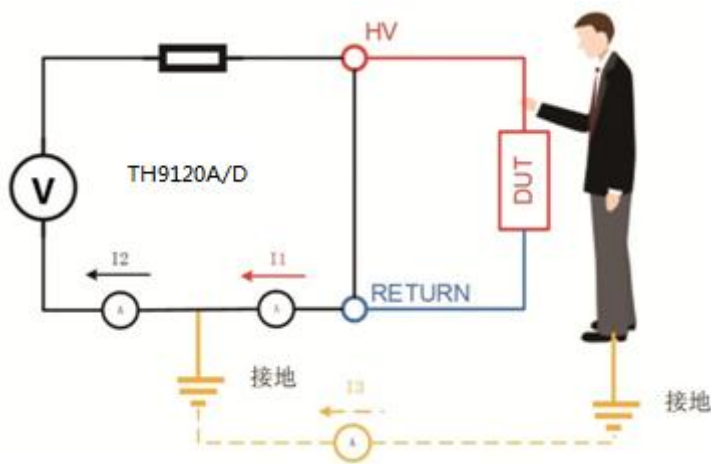 HV
V
TH9120A/D
DUT
I2
I1
A
A
RETURN
接地
I3
A
接地